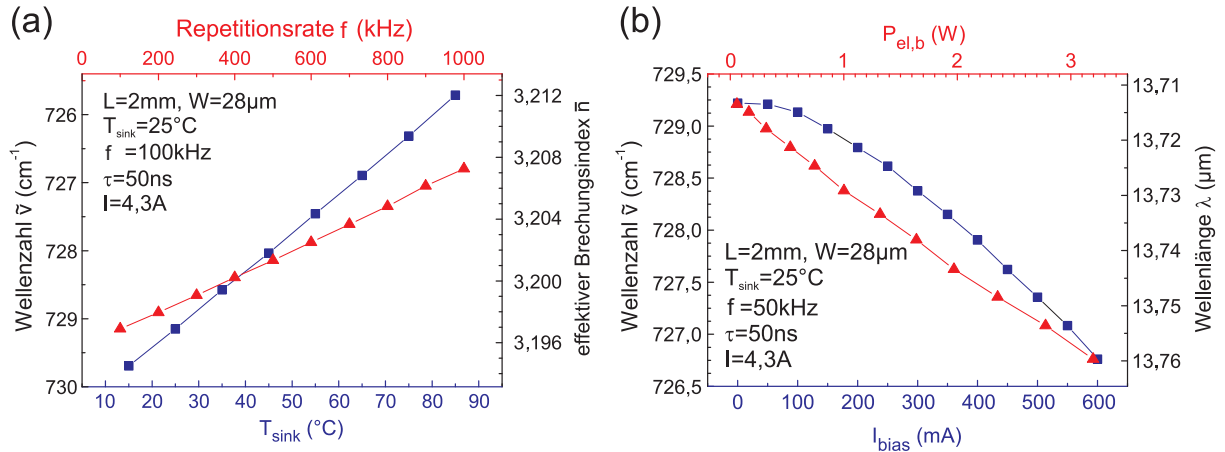 (a)
Repetitionsrate f (kHz)
0 200 400 600 800 1000
Wellenzahl ṽ (cm⁻¹)
726
727
728
729
730
L=2mm, W=28µm
T_sink=25°C
f =100kHz
τ=50ns
I=4,3A
3,212
3,208
3,204
3,200
3,196
effektiver Brechungsindex n̄
10 20 30 40 50 60 70 80 90
T_sink (°C)
(b)
P_el,b (W)
0 1 2 3
Wellenzahl ṽ (cm⁻¹)
729,5
729,0
728,5
728,0
727,5
727,0
726,5
L=2mm, W=28µm
T_sink=25°C
f=50kHz
τ=50ns
I=4,3A
13,71
13,72
13,73
13,74
13,75
13,76
Wellenlänge λ (µm)
0 100 200 300 400 500 600
I_bias (mA)